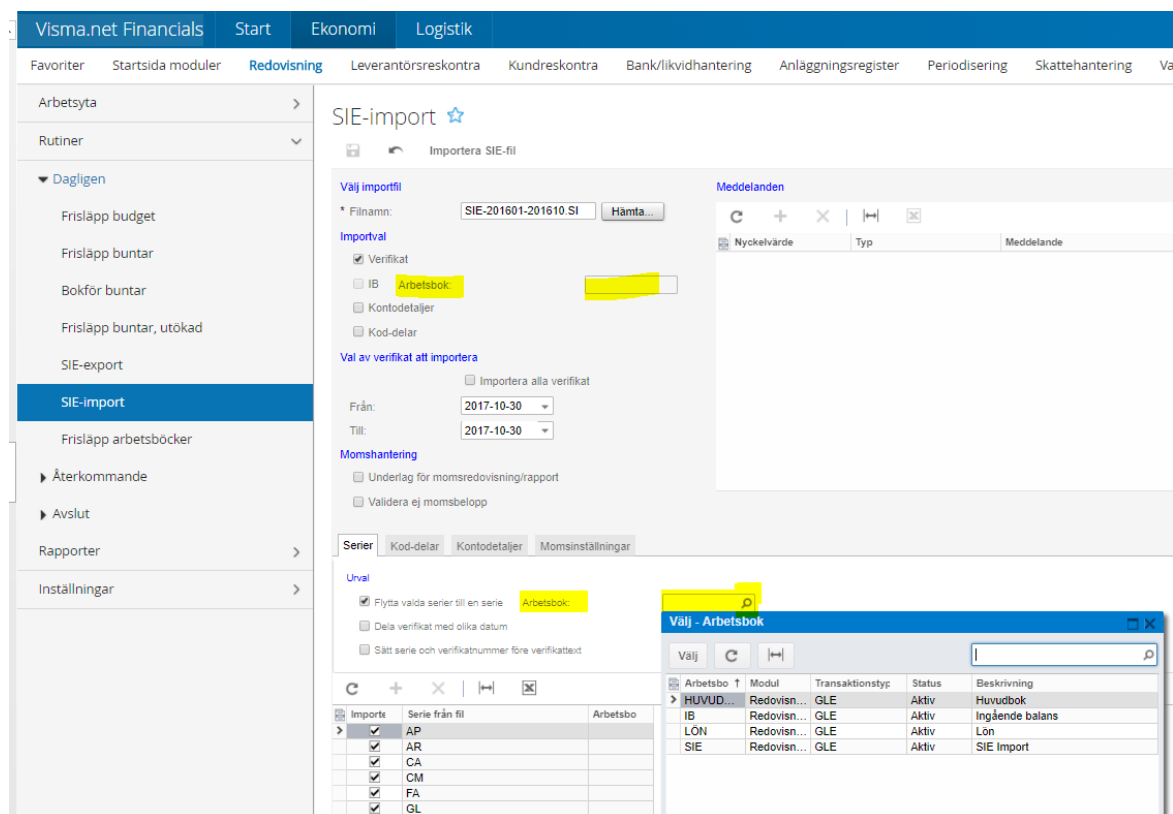 Visma.net Financials Start Ekonomi Logistik
Favoriter Startsida moduler Redovisning Leverantörsreskontra Kundreskontra Bank/likvidhantering Anläggningsregister Periodisering Skattehantering Va
Arbetsyta
Rutiner
Dagligen
Frisläpp budget
Frisläpp buntar
Bokför buntar
Frisläpp buntar, utökad
SIE-export
SIE-import
Frisläpp arbetsböcker
Återkommande
Avslut
Rapporter
Inställningar
SIE-import
Importera SIE-fil
Välj importfil
* Filnamn: SIE-201601-201610.SI Hämta...
Importval
Verifikat
IB Arbetsbok:
Kontodetaljer
Kod-delar
Val av verifikat att importera
Importera alla verifikat
Från: 2017-10-30
Till: 2017-10-30
Momshantering
Underlag för momsredovisning/rapport
Validera ej momsbelopp
Meddelanden
Nyckelvärde Typ Meddelande
Serier Kod-delar Kontodetaljer Momsinställningar
Urval
Flytta valda serier till en serie Arbetsbok:
Dela verifikat med olika datum
Sätt serie och verifikatnummer före verifikattext
Importe Serie från fil Arbetsbo
AP
AR
CA
CM
FA
GL
Välj - Arbetsbok
Välj
Arbetsbo Modul Transaktionstyp Status Beskrivning
HUVUD... Redovisn... GLE Aktiv Huvudbok
IB Redovisn... GLE Aktiv Ingående balans
LÖN Redovisn... GLE Aktiv Lön
SIE Redovisn... GLE Aktiv SIE Import